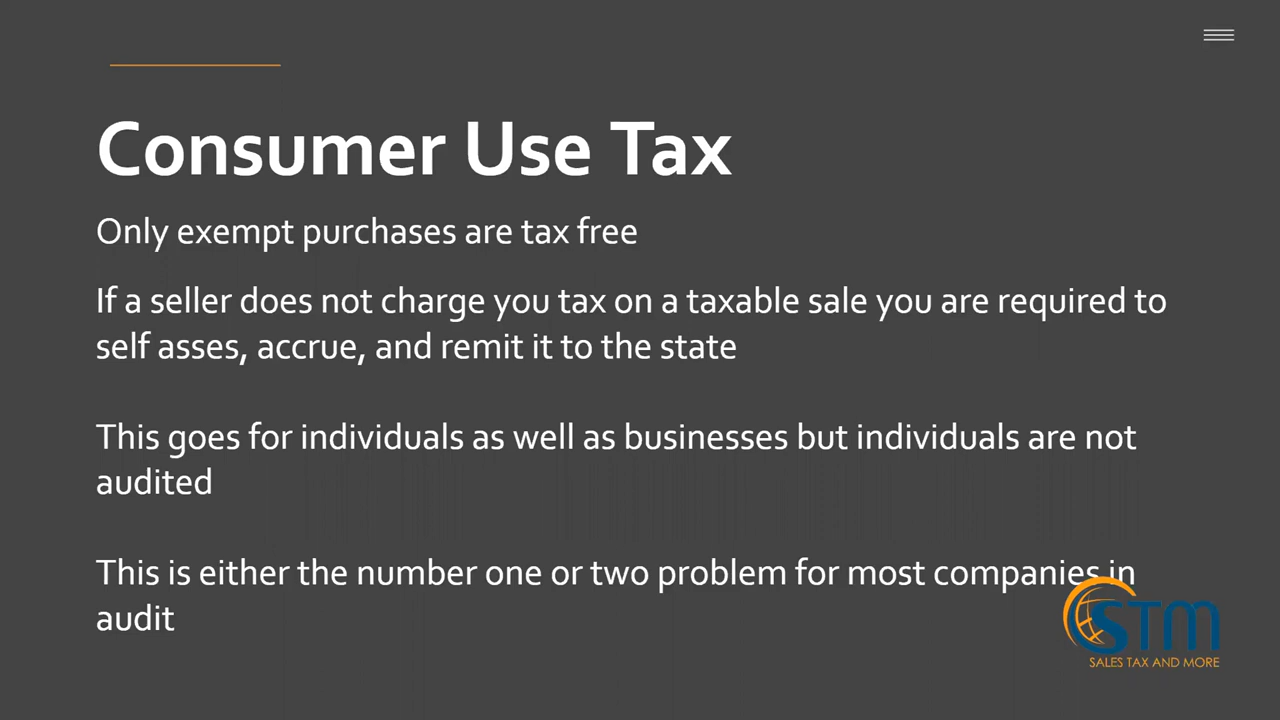 Consumer Use Tax
Only exempt purchases are tax free
If a seller does not charge you tax on a taxable sale you are required to
self asses, accrue, and remit it to the state
This goes for individuals as well as businesses but individuals are not
audited
This is either the number one or two problem for most companies in
audit
STM
SALES TAX AND MORE